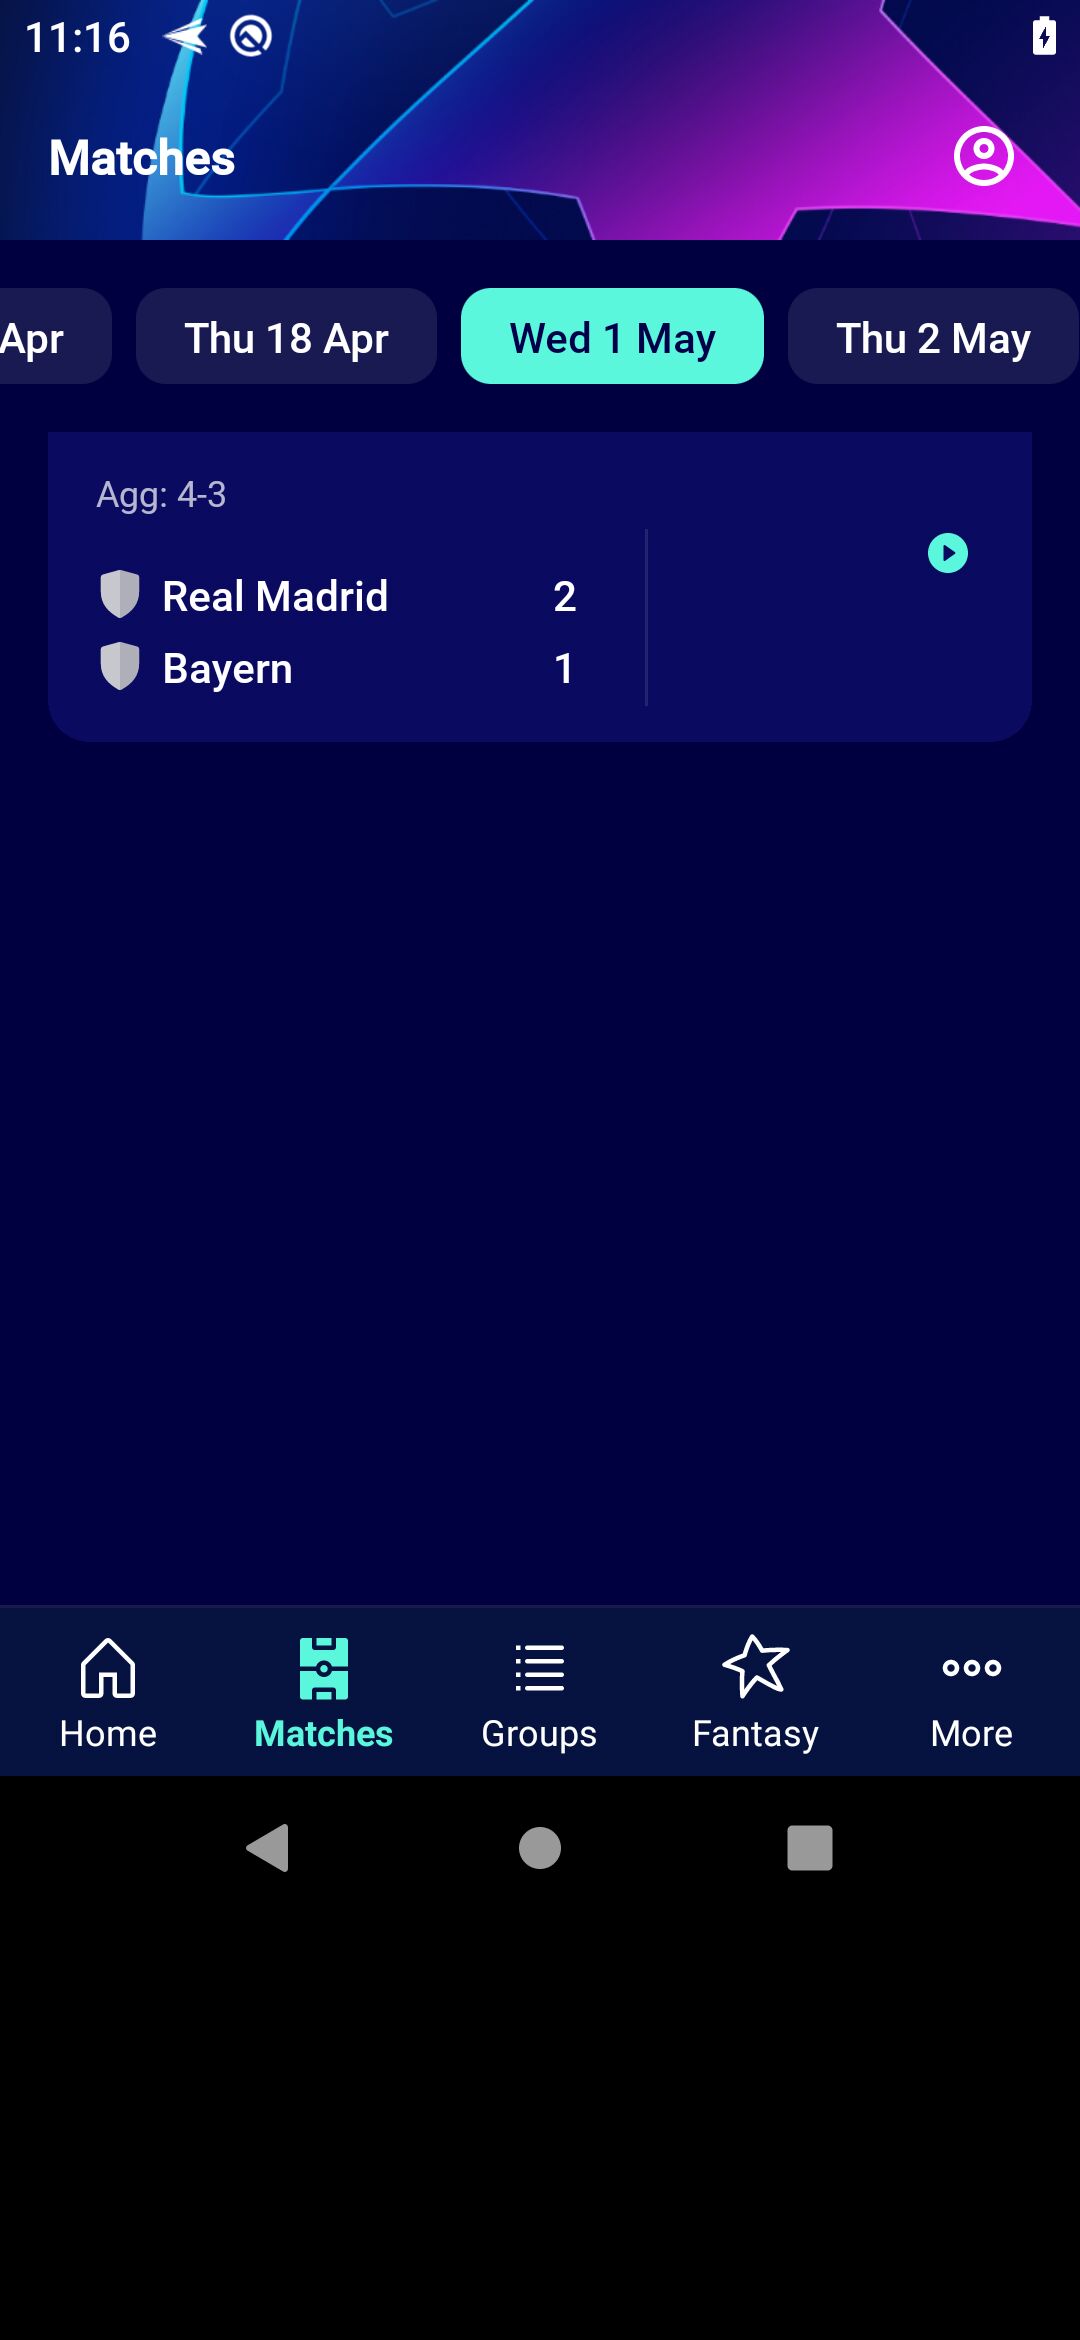 11:16
Matches
Apr
Thu 18 Apr
Wed 1 May
Thu 2 May
Agg: 4-3
Real Madrid 2
Bayern 1
Home
Matches
Groups
Fantasy
More